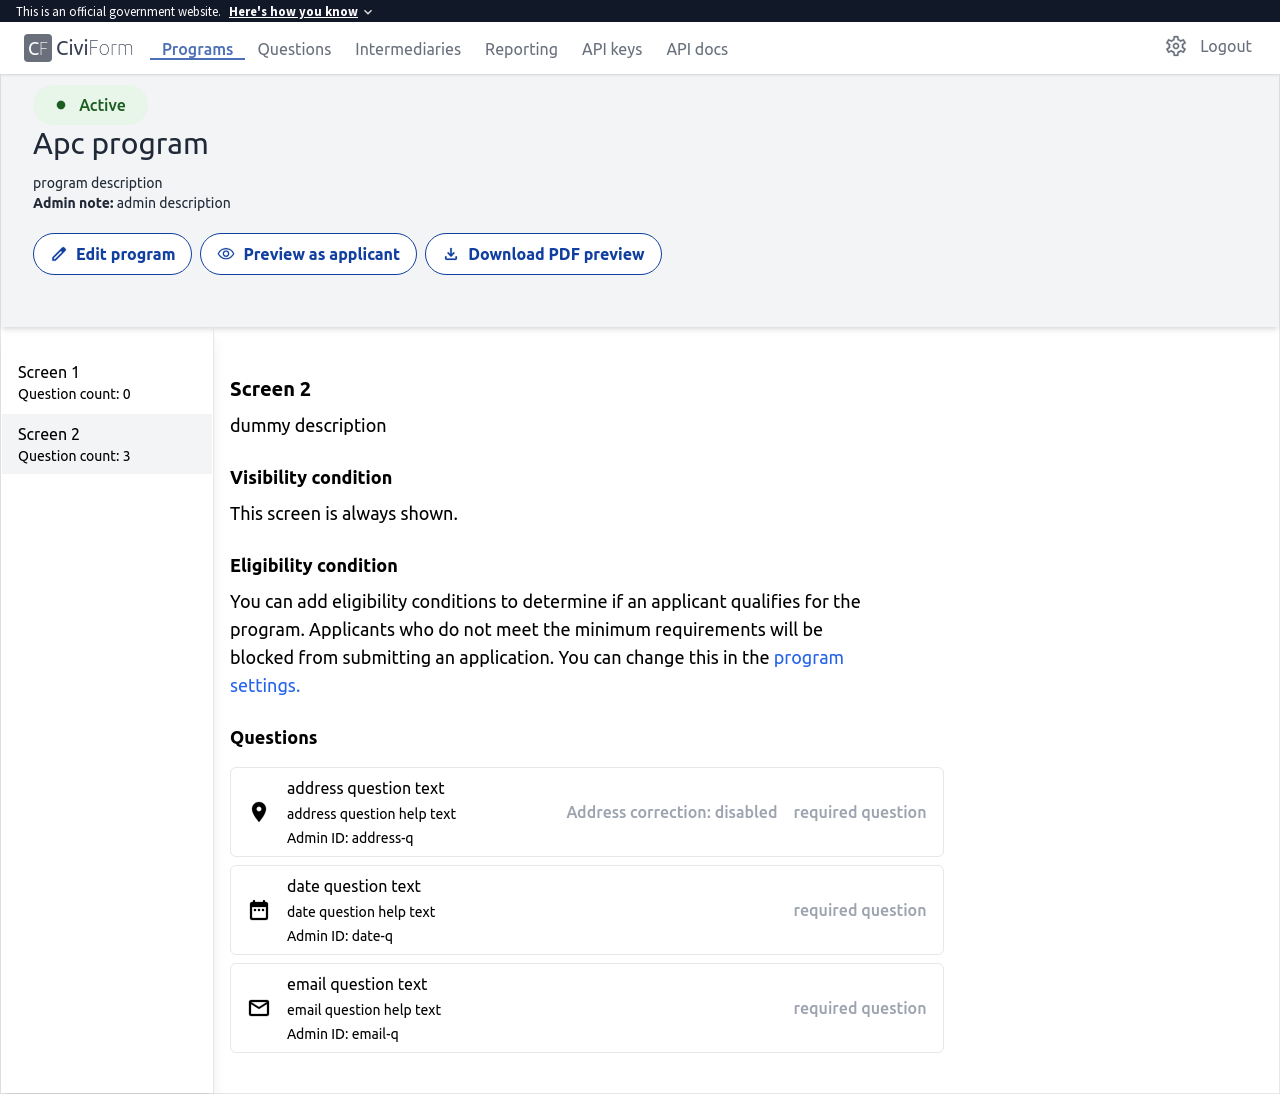 This is an official government website. Here's how you know
CF CiviForm Programs Questions Intermediaries Reporting API keys API docs Logout
Active
Apc program
program description
Admin note: admin description
Edit program Preview as applicant Download PDF preview
Screen 1
Question count: 0
Screen 2
Question count: 3
Screen 2
dummy description
Visibility condition
This screen is always shown.
Eligibility condition
You can add eligibility conditions to determine if an applicant qualifies for the
program. Applicants who do not meet the minimum requirements will be
blocked from submitting an application. You can change this in the program
settings.
Questions
address question text
address question help text
Admin ID: address-q
Address correction: disabled required question
date question text
date question help text
Admin ID: date-q
required question
email question text
email question help text
Admin ID: email-q
required question